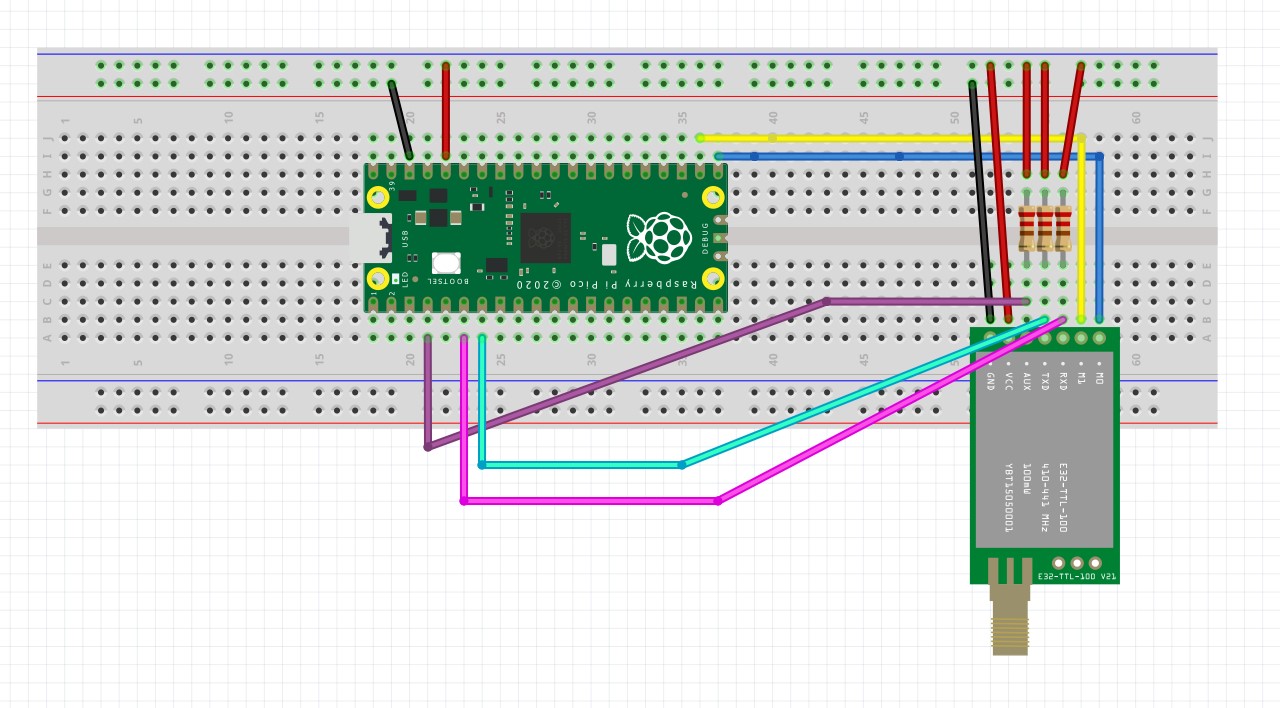 1 5 10 15 20 25 30 35 40 45 50 60
J
I
H
G
F
E
D
C
B
A
J
I
H
G
F
E
D
C
B
A
39
USB
LED
1
2
BOOTSEL
DEBUG
Raspberry Pi Pico ©2020
1 5 10 15 20 25 30 35 40 45 50 60
GND
VCC
AUX
TXD
RXD
M1
M0
E32-TTL-100
410-441 MHz
100mW
YBT15050001
E32-TTL-100 V21